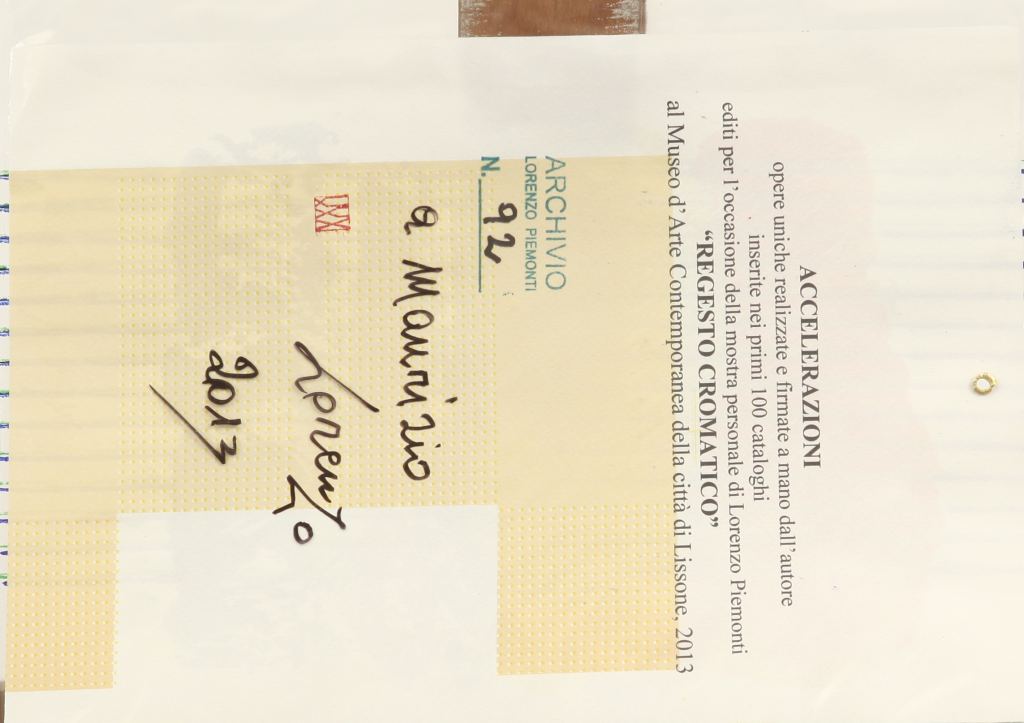 ACCELERAZIONI
opere uniche realizzate e firmate a mano dall'autore
inserite nei primi 100 cataloghi
editi per l'occasione della mostra personale di Lorenzo Piemonti
“REGESTO CROMATICO”
al Museo d'Arte Contemporanea della città di Lissone, 2013
ARCHIVIO
LORENZO PIEMONTI
N. 92
a Maurizio
Lorenzo
2013